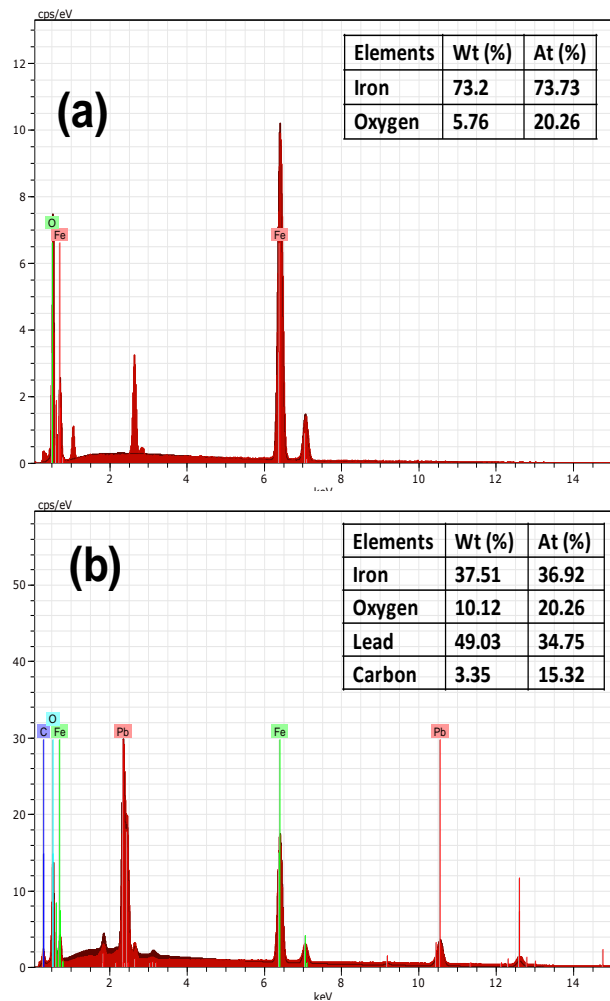 cps/eV
12
10
8
6
4
2
0
(a)
Elements Wt (%) At (%)
Iron 73.2 73.73
Oxygen 5.76 20.26
O
Fe
Fe
2 4 6 8 10 12 14
keV
cps/eV
50
40
30
20
10
0
(b)
Elements Wt (%) At (%)
Iron 37.51 36.92
Oxygen 10.12 20.26
Lead 49.03 34.75
Carbon 3.35 15.32
O
C Fe Pb Fe Pb
2 4 6 8 10 12 14
keV